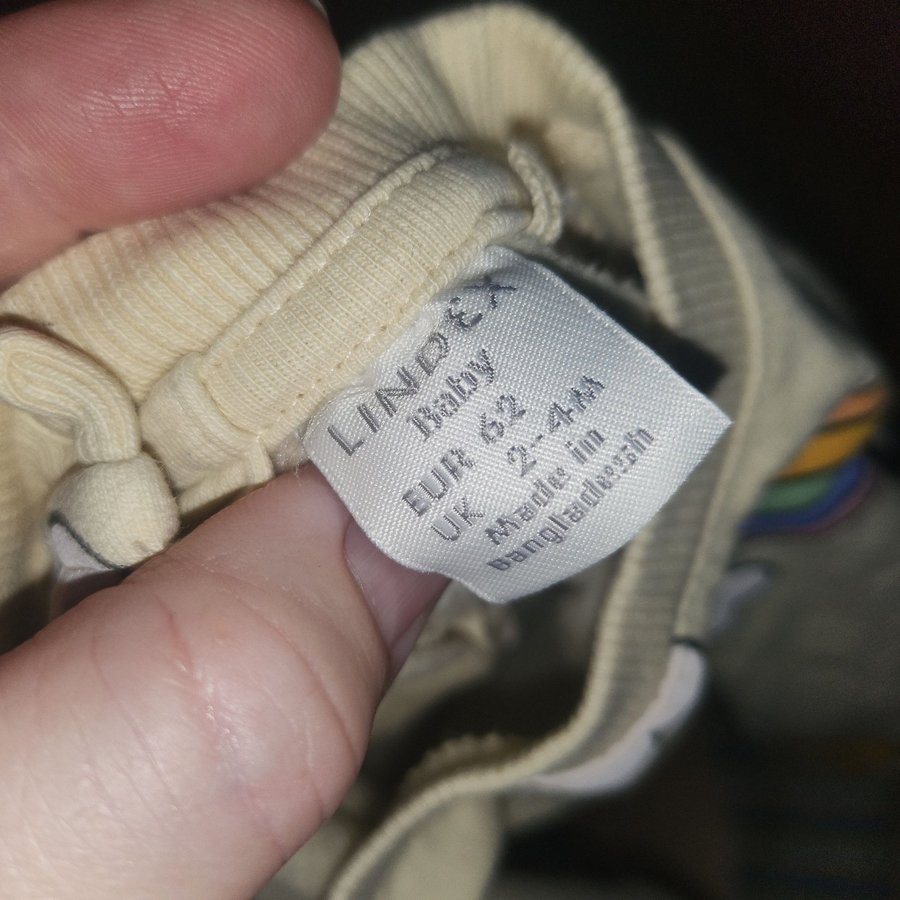 LINDEX
Baby
EUR 62
UK 2-4M
Made in
Bangladesh